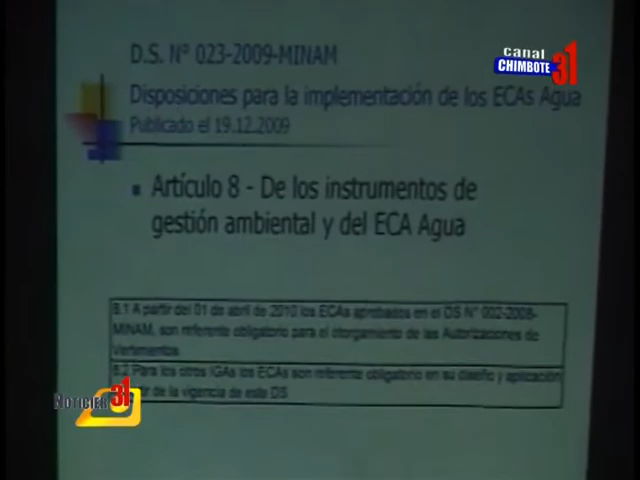 D.S. N° 023-2009-MINAM
canal
CHIMBOTE 31
Disposiciones para la implementación de los ECAs Agua
Publicado el 19.12.2009
▪ Artículo 8 - De los instrumentos de
gestión ambiental y del ECA Agua
8.1 A partir del 01 de abril de 2010 los ECAs aprobados en el DS N° 002-2008-
MINAM, son referente obligatorio para el otorgamiento de las Autorizaciones de
Vertimentos
8.2 Para los otros IGAs los ECAs son referente obligatorio en su diseño y aplicación
de la vigencia de este DS
NOTICIER 31